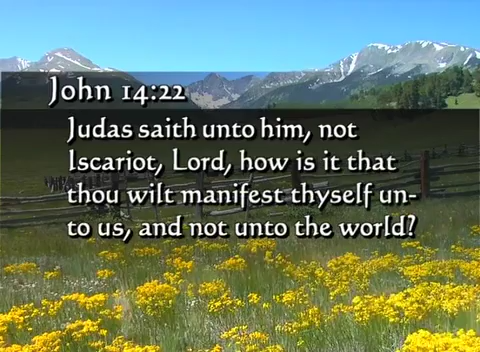 John 14:22
Judas saith unto him, not
Iscariot, Lord, how is it that
thou wilt manifest thyself un-
to us, and not unto the world?